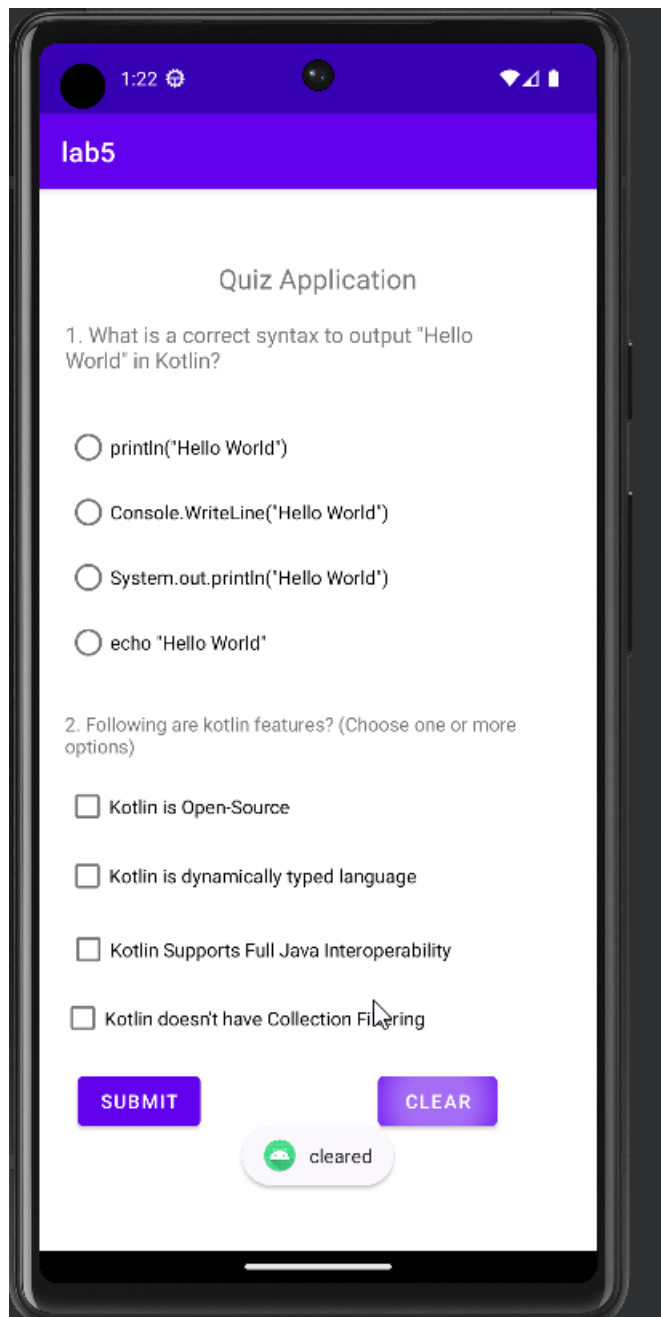 1:22
lab5
Quiz Application
1. What is a correct syntax to output "Hello
World" in Kotlin?
println("Hello World")
Console.WriteLine("Hello World")
System.out.println("Hello World")
echo "Hello World"
2. Following are kotlin features? (Choose one or more
options)
Kotlin is Open-Source
Kotlin is dynamically typed language
Kotlin Supports Full Java Interoperability
Kotlin doesn't have Collection Filtering
SUBMIT
CLEAR
cleared